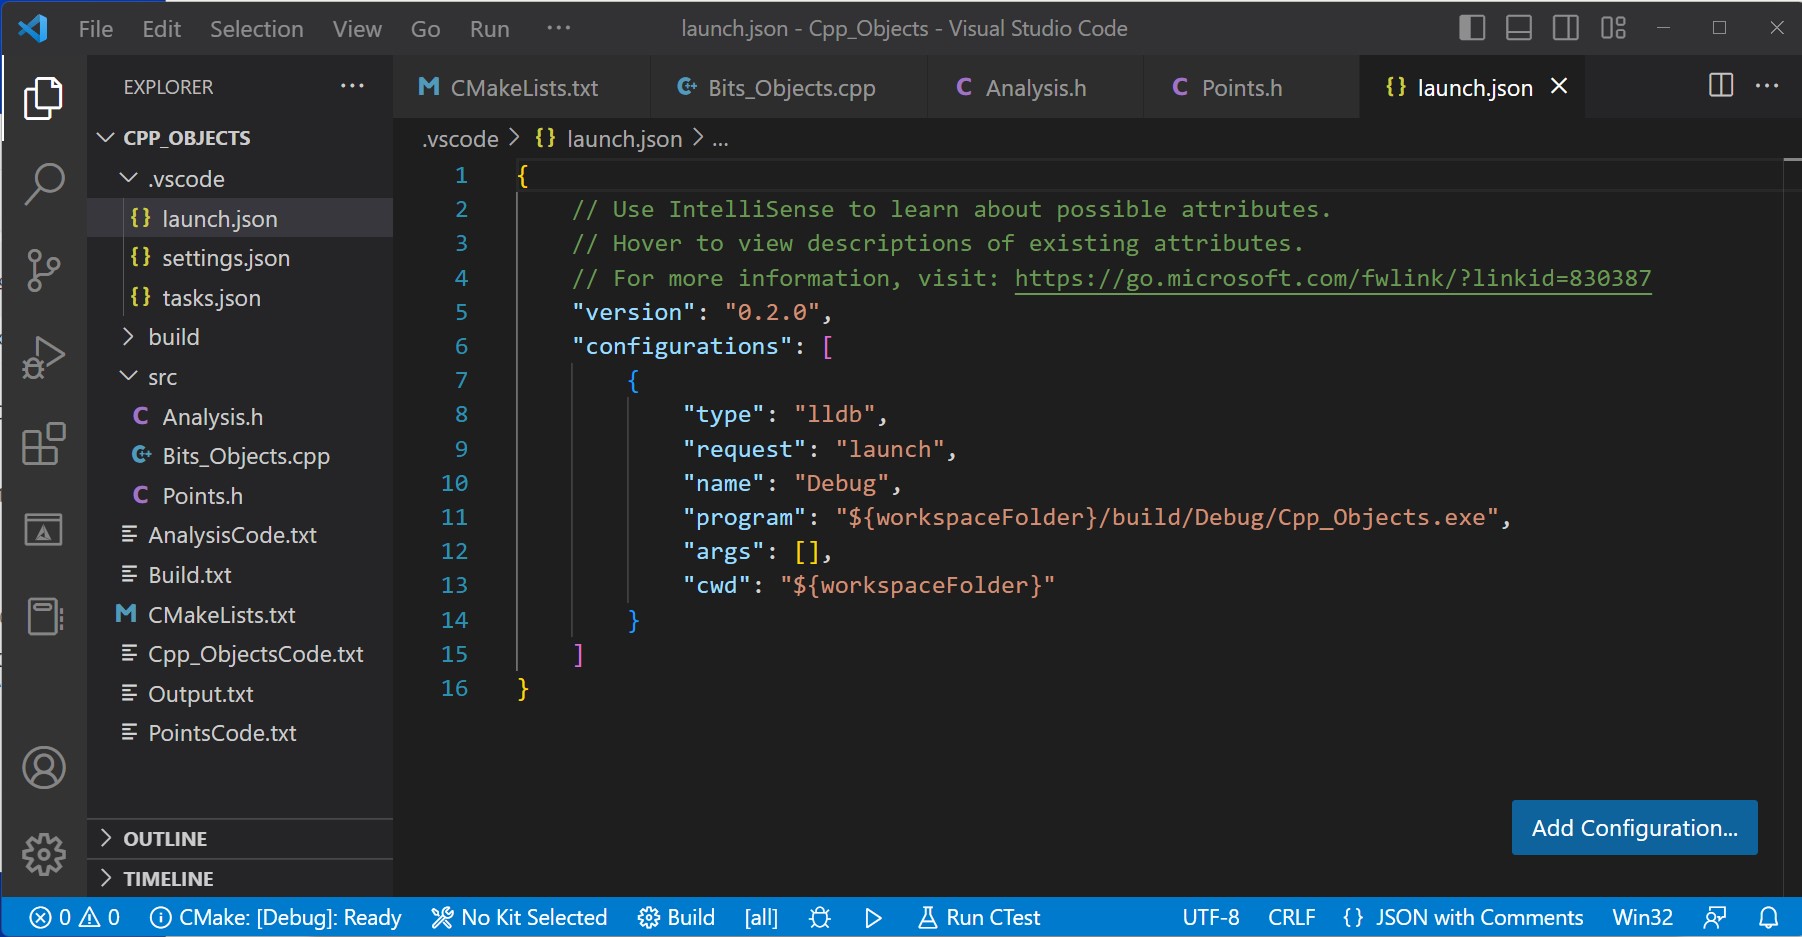 File Edit Selection View Go Run ··· launch.json - Cpp_Objects - Visual Studio Code
EXPLORER ···
CPP_OBJECTS
.vscode
{} launch.json
{} settings.json
{} tasks.json
build
src
C Analysis.h
C++ Bits_Objects.cpp
C Points.h
AnalysisCode.txt
Build.txt
M CMakeLists.txt
Cpp_ObjectsCode.txt
Output.txt
PointsCode.txt
OUTLINE
TIMELINE
M CMakeLists.txt C++ Bits_Objects.cpp C Analysis.h C Points.h {} launch.json ···
.vscode > {} launch.json > ...
1 {
2 // Use IntelliSense to learn about possible attributes.
3 // Hover to view descriptions of existing attributes.
4 // For more information, visit: https://go.microsoft.com/fwlink/?linkid=830387
5 "version": "0.2.0",
6 "configurations": [
7 {
8 "type": "lldb",
9 "request": "launch",
10 "name": "Debug",
11 "program": "${workspaceFolder}/build/Debug/Cpp_Objects.exe",
12 "args": [],
13 "cwd": "${workspaceFolder}"
14 }
15 ]
16 }
Add Configuration...
0 0 CMake: [Debug]: Ready No Kit Selected Build [all] Run CTest UTF-8 CRLF {} JSON with Comments Win32